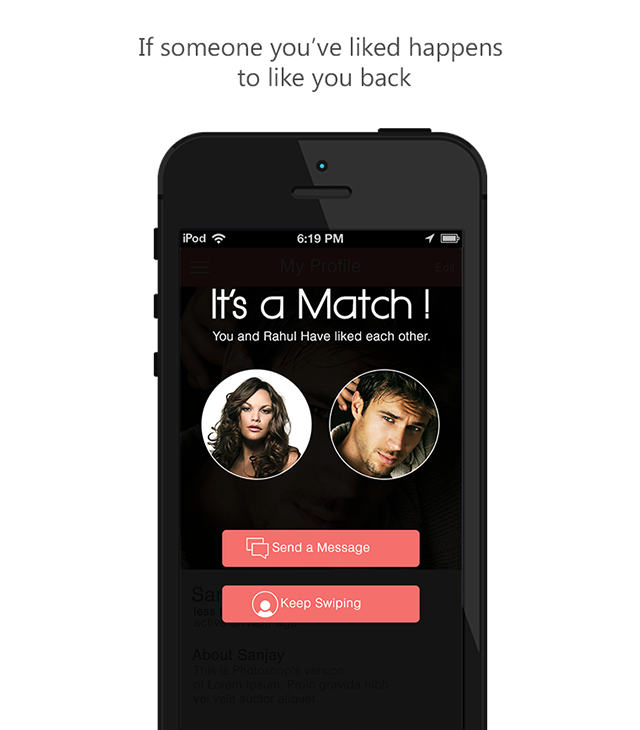 If someone you've liked happens
to like you back
iPod
6:19 PM
My Profile
Edit
It's a Match !
You and Rahul Have liked each other.
Send a Message
Keep Swiping
less
About Sanjay
This is Photoshop's version
of Lorem Ipsum. Proin gravida nibh
vel velit auctor aliquet.